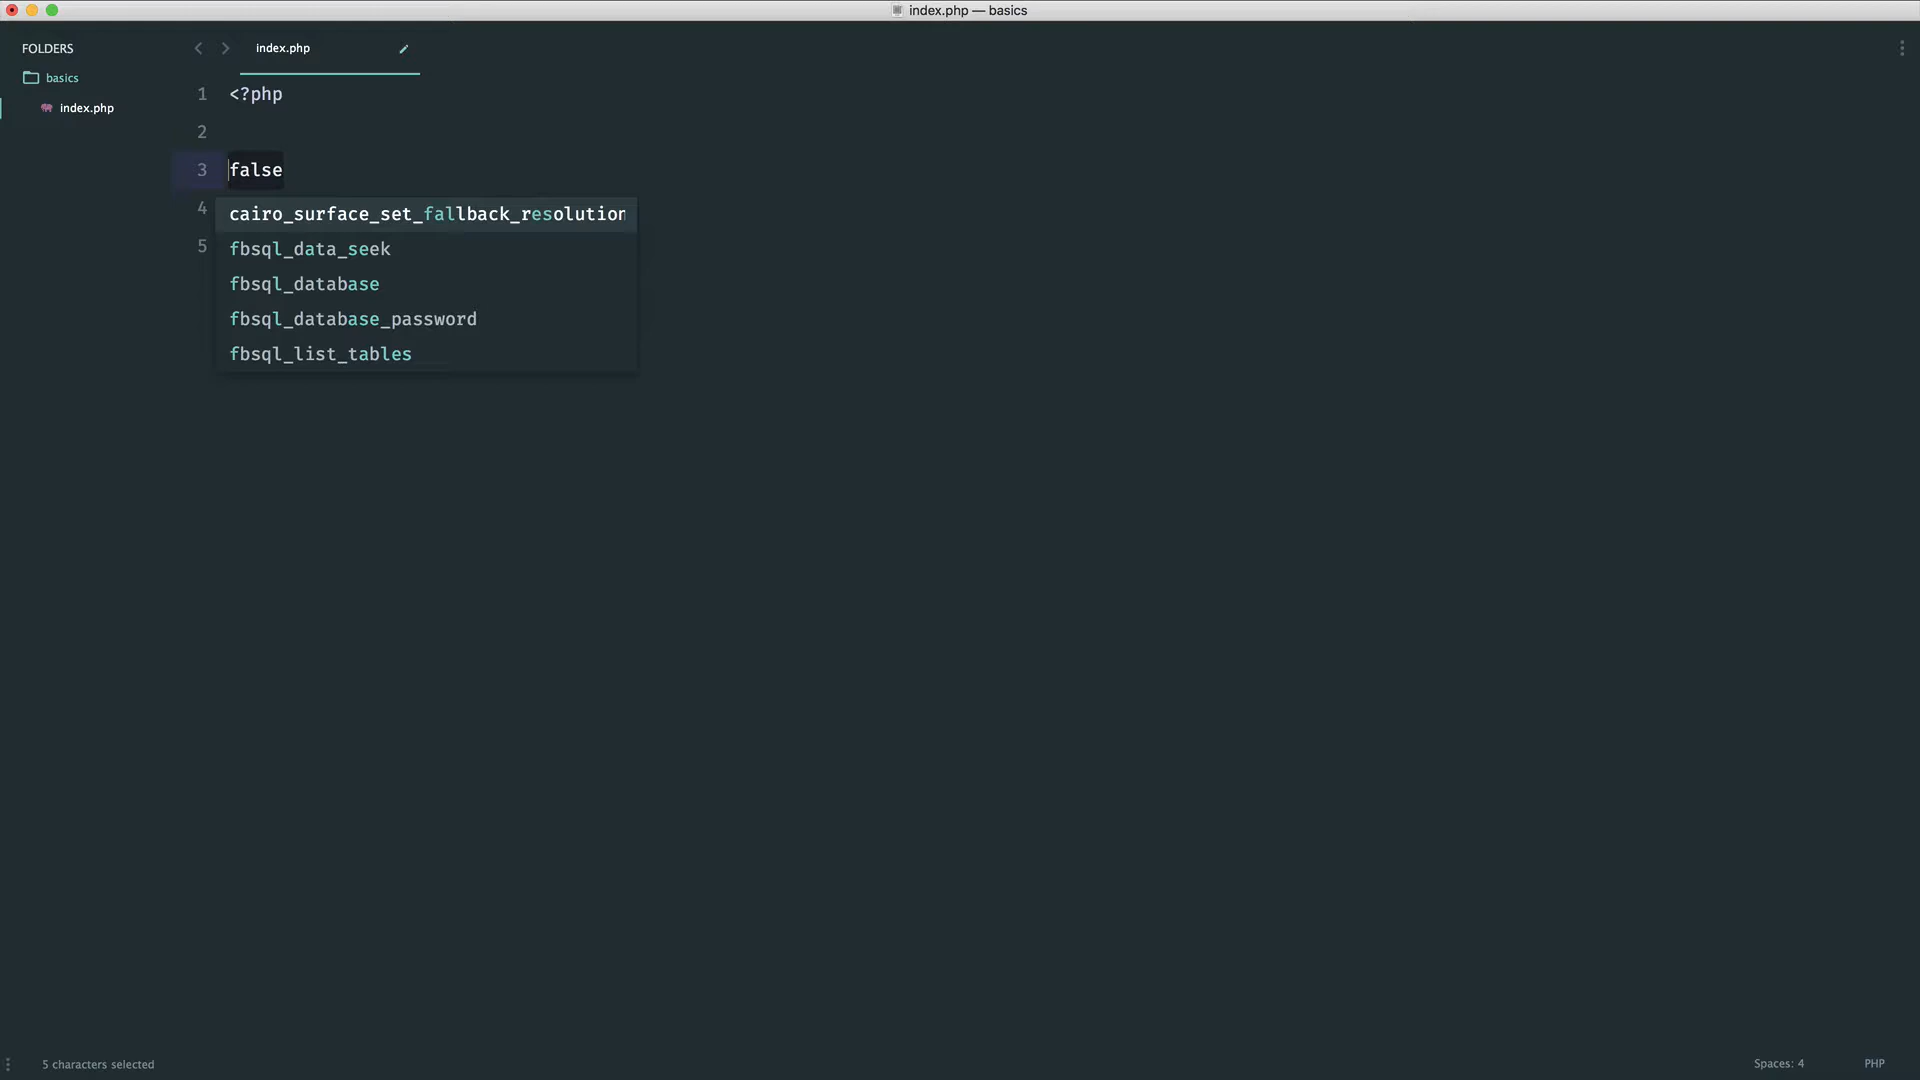 index.php — basics
FOLDERS
basics
index.php
index.php
1 <?php
2
3 false
4
5
cairo_surface_set_fallback_resolution
fbsql_data_seek
fbsql_database
fbsql_database_password
fbsql_list_tables
5 characters selected
Spaces: 4
PHP